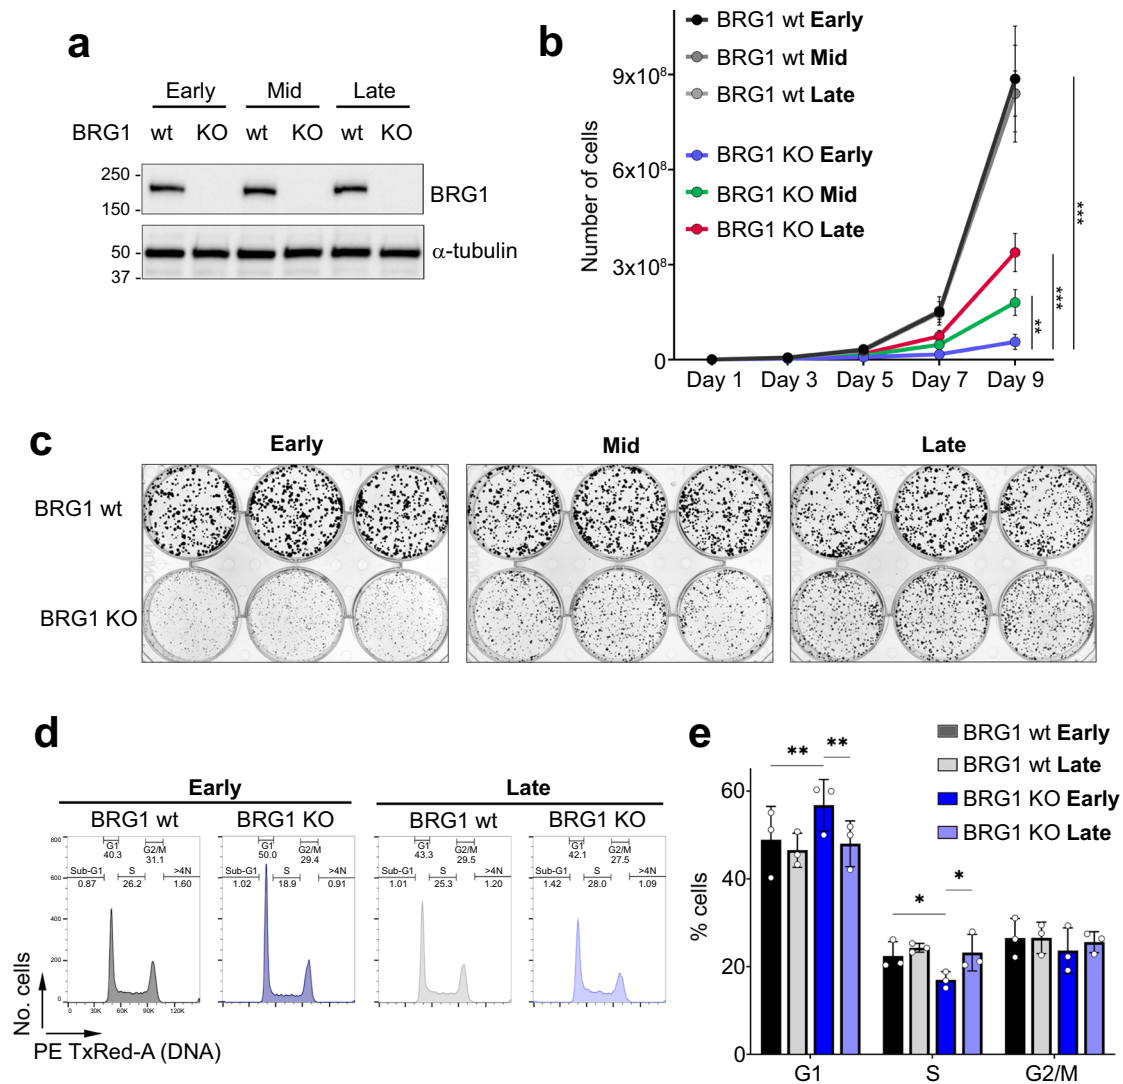 a
Early Mid Late
BRG1 wt KO wt KO wt KO
250
150
BRG1
50
37
α-tubulin
b
BRG1 wt Early
BRG1 wt Mid
BRG1 wt Late
BRG1 KO Early
BRG1 KO Mid
BRG1 KO Late
Number of cells
9x10⁸
6x10⁸
3x10⁸
0
Day 1 Day 3 Day 5 Day 7 Day 9
** *** ***
c
Early Mid Late
BRG1 wt
BRG1 KO
d
Early Late
BRG1 wt BRG1 KO BRG1 wt BRG1 KO
G1 40.3 G2/M 31.1
Sub-G1 0.87 S 26.2 >4N 1.60
G1 50.0 G2/M 29.4
Sub-G1 1.02 S 18.9 >4N 0.91
G1 43.3 G2/M 29.5
Sub-G1 1.01 S 25.3 >4N 1.20
G1 42.1 G2/M 27.5
Sub-G1 1.42 S 28.0 >4N 1.09
800
600
400
200
0
0 30K 60K 90K 120K
No. cells
PE TxRed-A (DNA)
e
BRG1 wt Early
BRG1 wt Late
BRG1 KO Early
BRG1 KO Late
% cells
60
40
20
0
** **
* *
G1 S G2/M